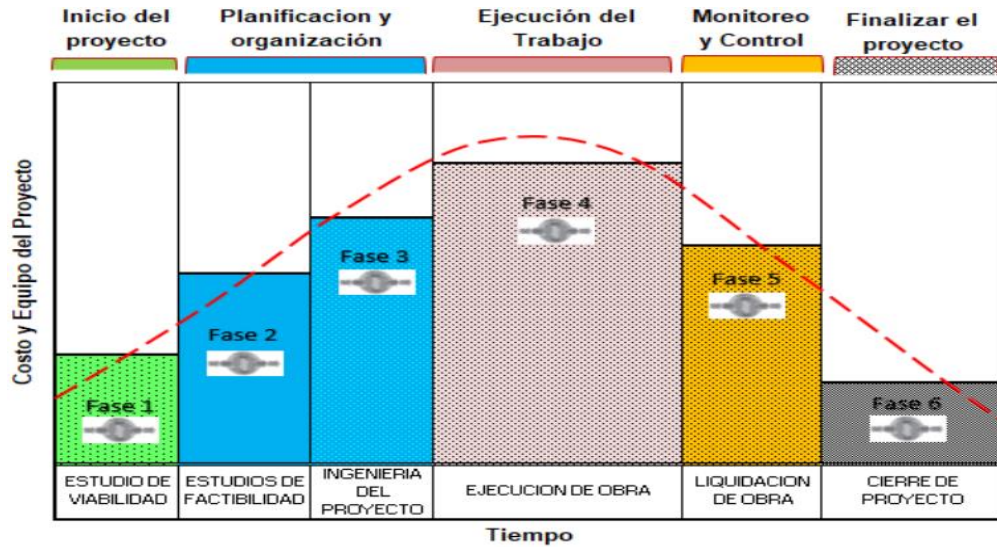 Inicio del
proyecto
Planificacion y
organización
Ejecución del
Trabajo
Monitoreo
y Control
Finalizar el
proyecto
Costo y Equipo del Proyecto
Fase 1
Fase 2
Fase 3
Fase 4
Fase 5
Fase 6
ESTUDIO DE
VIABILIDAD
ESTUDIOS DE
FACTIBILIDAD
INGENIERIA
DEL
PROYECTO
EJECUCION DE OBRA
LIQUIDACION
DE OBRA
CIERRE DE
PROYECTO
Tiempo